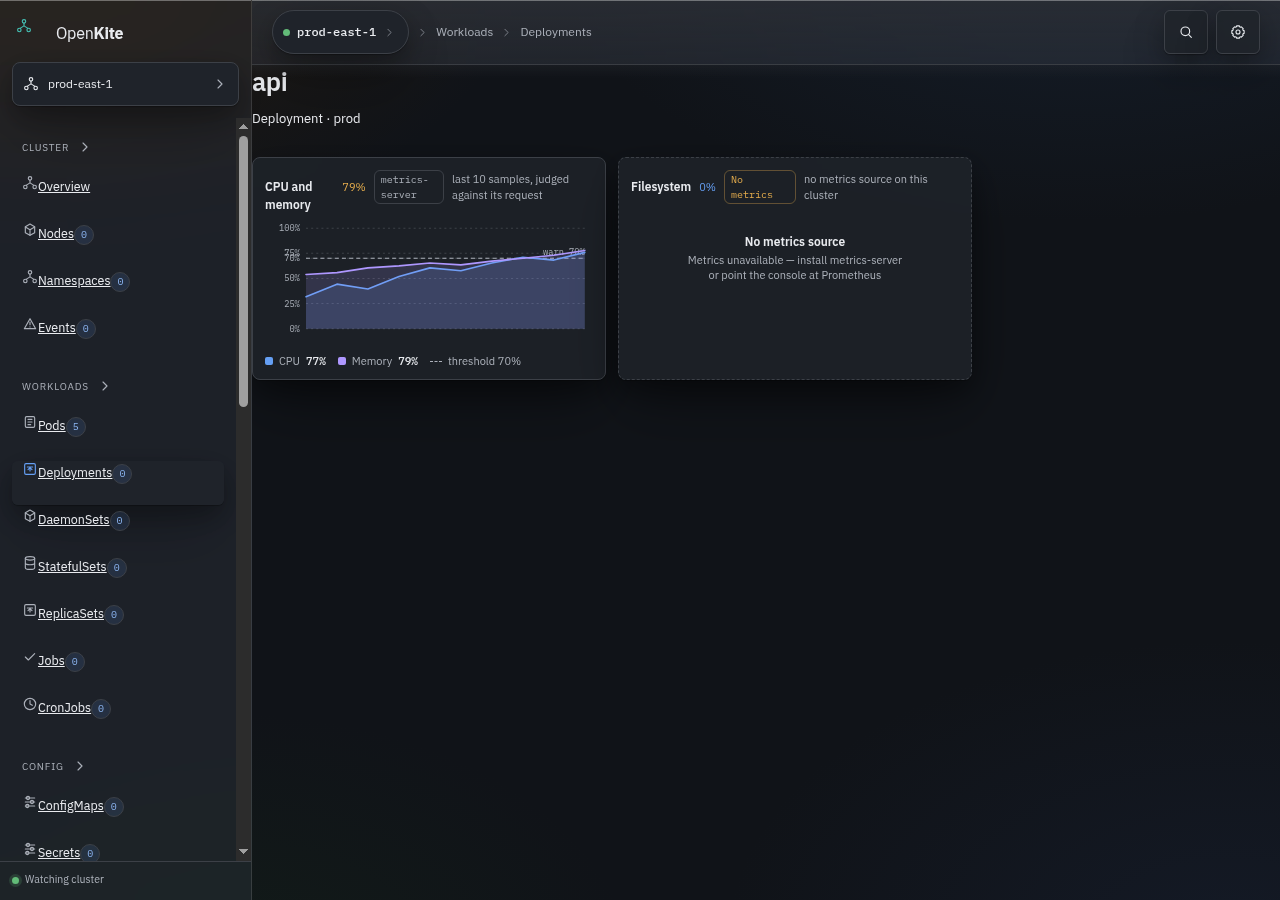 OpenKite
prod-east-1
CLUSTER
Overview
Nodes 0
Namespaces 0
Events 0
WORKLOADS
Pods 5
Deployments 0
DaemonSets 0
StatefulSets 0
ReplicaSets 0
Jobs 0
CronJobs 0
CONFIG
ConfigMaps 0
Secrets 0
Watching cluster
prod-east-1 Workloads Deployments
api
Deployment · prod
CPU and
memory
79%
metrics-
server
last 10 samples, judged
against its request
100%
75%
70%
50%
25%
0%
warn 70%
CPU 77% Memory 79% --- threshold 70%
Filesystem 0%
No
metrics
no metrics source on this
cluster
No metrics source
Metrics unavailable — install metrics-server
or point the console at Prometheus